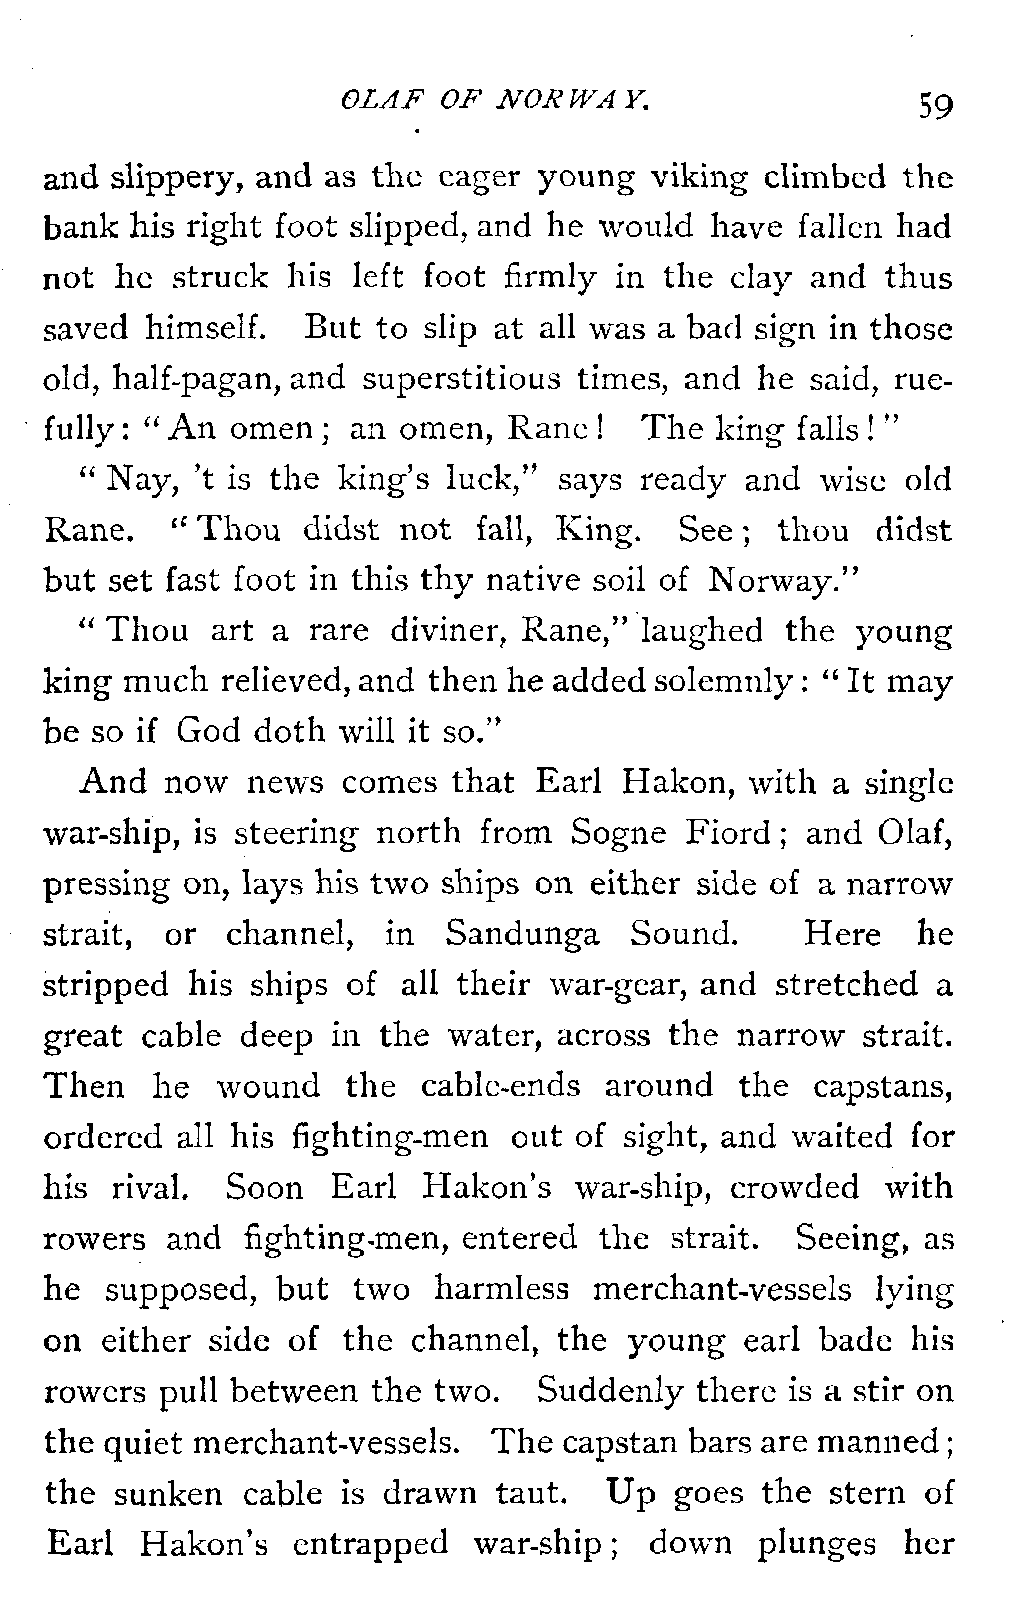 OLAF OF NORWAY. 59
and slippery, and as the eager young viking climbed the
bank his right foot slipped, and he would have fallen had
not he struck his left foot firmly in the clay and thus
saved himself. But to slip at all was a bad sign in those
old, half-pagan, and superstitious times, and he said, rue-
fully: “An omen; an omen, Rane! The king falls!”
“Nay, 't is the king's luck,” says ready and wise old
Rane. “Thou didst not fall, King. See; thou didst
but set fast foot in this thy native soil of Norway.”
“Thou art a rare diviner, Rane,” laughed the young
king much relieved, and then he added solemnly: “It may
be so if God doth will it so.”
And now news comes that Earl Hakon, with a single
war-ship, is steering north from Sogne Fiord; and Olaf,
pressing on, lays his two ships on either side of a narrow
strait, or channel, in Sandunga Sound. Here he
stripped his ships of all their war-gear, and stretched a
great cable deep in the water, across the narrow strait.
Then he wound the cable-ends around the capstans,
ordered all his fighting-men out of sight, and waited for
his rival. Soon Earl Hakon's war-ship, crowded with
rowers and fighting-men, entered the strait. Seeing, as
he supposed, but two harmless merchant-vessels lying
on either side of the channel, the young earl bade his
rowers pull between the two. Suddenly there is a stir on
the quiet merchant-vessels. The capstan bars are manned;
the sunken cable is drawn taut. Up goes the stern of
Earl Hakon's entrapped war-ship; down plunges her